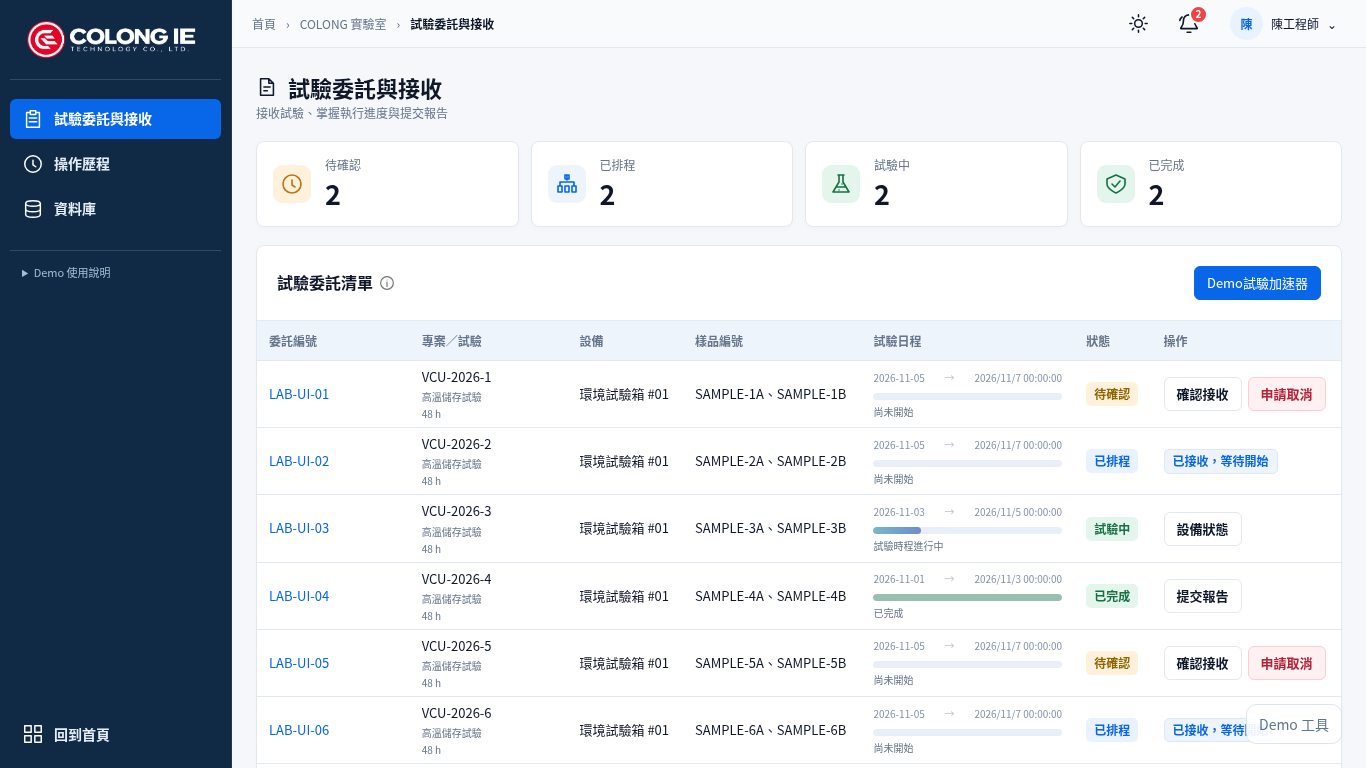 COLONG IE
TECHNOLOGY CO., LTD.
試驗委託與接收
操作歷程
資料庫
▶ Demo 使用說明
回到首頁
首頁 › COLONG 實驗室 › 試驗委託與接收
2
陳 陳工程師
試驗委託與接收
接收試驗、掌握執行進度與提交報告
待確認
2
已排程
2
試驗中
2
已完成
2
試驗委託清單
Demo試驗加速器
委託編號 專案／試驗 設備 樣品編號 試驗日程 狀態 操作
LAB-UI-01
VCU-2026-1
高溫儲存試驗
48 h
環境試驗箱 #01
SAMPLE-1A、SAMPLE-1B
2026-11-05 → 2026/11/7 00:00:00
尚未開始
待確認
確認接收 申請取消
LAB-UI-02
VCU-2026-2
高溫儲存試驗
48 h
環境試驗箱 #01
SAMPLE-2A、SAMPLE-2B
2026-11-05 → 2026/11/7 00:00:00
尚未開始
已排程
已接收，等待開始
LAB-UI-03
VCU-2026-3
高溫儲存試驗
48 h
環境試驗箱 #01
SAMPLE-3A、SAMPLE-3B
2026-11-03 → 2026/11/5 00:00:00
試驗時程進行中
試驗中
設備狀態
LAB-UI-04
VCU-2026-4
高溫儲存試驗
48 h
環境試驗箱 #01
SAMPLE-4A、SAMPLE-4B
2026-11-01 → 2026/11/3 00:00:00
已完成
已完成
提交報告
LAB-UI-05
VCU-2026-5
高溫儲存試驗
48 h
環境試驗箱 #01
SAMPLE-5A、SAMPLE-5B
2026-11-05 → 2026/11/7 00:00:00
尚未開始
待確認
確認接收 申請取消
LAB-UI-06
VCU-2026-6
高溫儲存試驗
48 h
環境試驗箱 #01
SAMPLE-6A、SAMPLE-6B
2026-11-05 → 2026/11/7 00:00:00
尚未開始
已排程
已接收，等待
Demo 工具